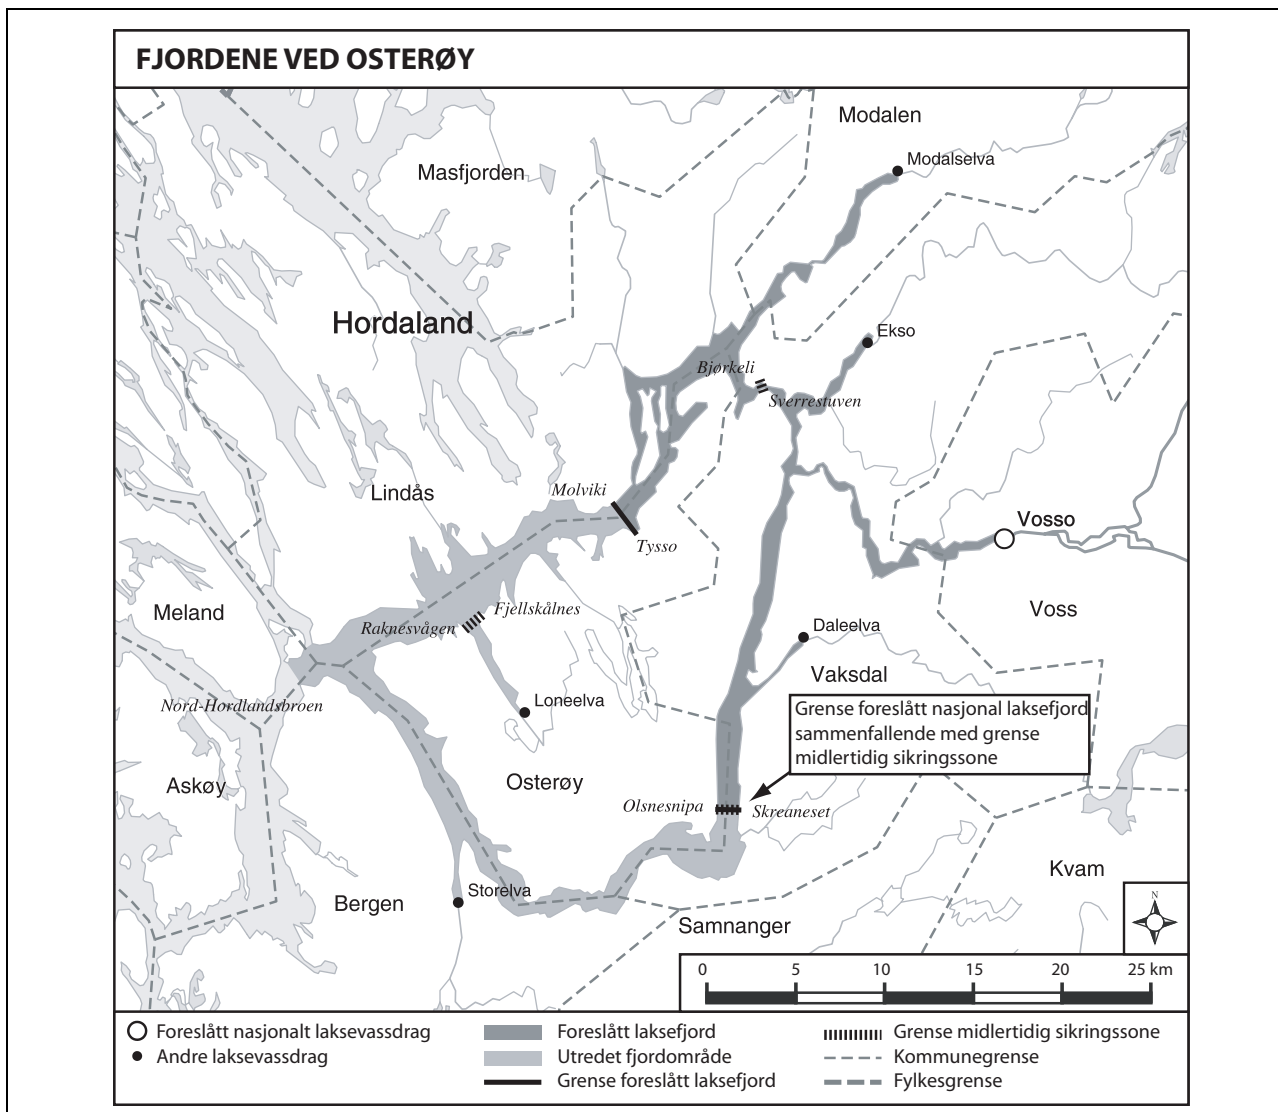 FJORDENE VED OSTERØY
Modalen
Modalselva
Masfjorden
Hordaland
Ekso
Bjørkeli
Sverrestuven
Molviki
Lindås
Vosso
Tysso
Meland
Fjellskålnes
Voss
Raknesvågen
Daleelva
Vaksdal
Loneelva
Nord-Hordlandsbroen
Grense foreslått nasjonal laksefjord
sammenfallende med grense
midlertidig sikringssone
Askøy
Osterøy
Olsnesnipa
Skreaneset
Kvam
Storelva
Bergen
N
Samnanger
0 5 10 15 20 25 km
Foreslått nasjonalt laksevassdrag
Andre laksevassdrag
Foreslått laksefjord
Utredet fjordområde
Grense foreslått laksefjord
Grense midlertidig sikringssone
Kommunegrense
Fylkesgrense